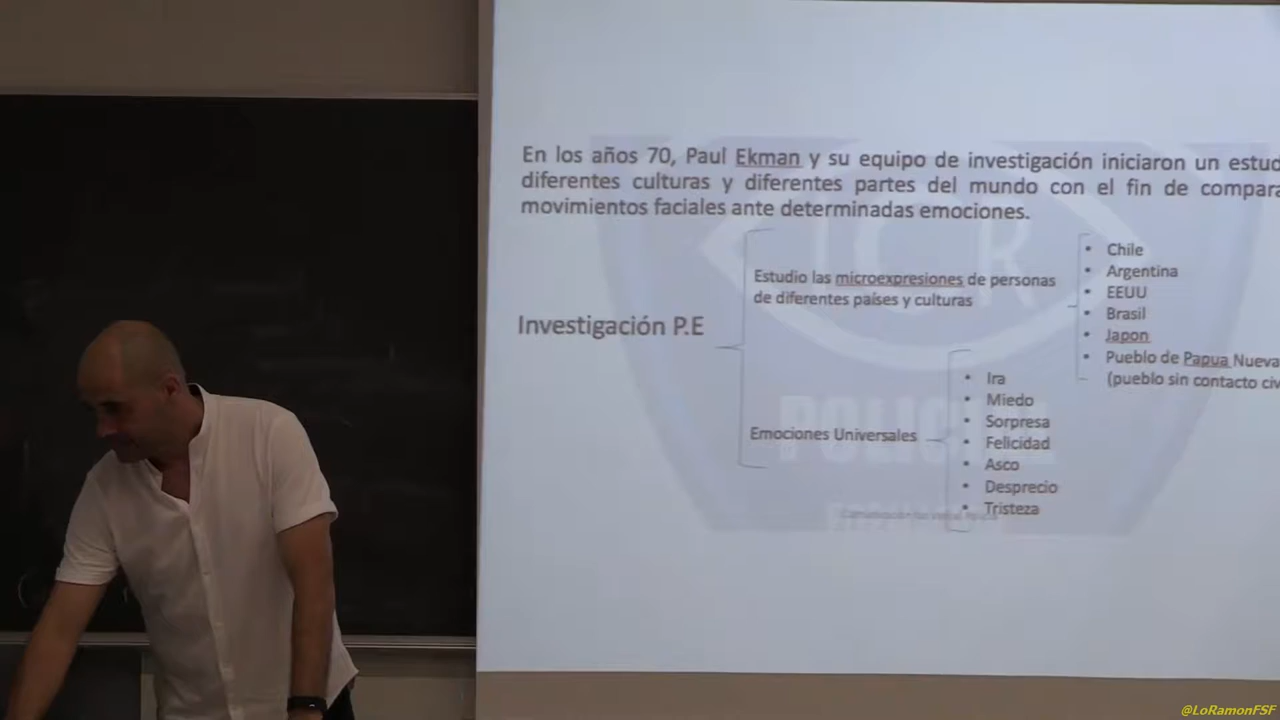 En los años 70, Paul Ekman y su equipo de investigación iniciaron un estud
diferentes culturas y diferentes partes del mundo con el fin de compara
movimientos faciales ante determinadas emociones.
Investigación P.E
Estudio las microexpresiones de personas
de diferentes países y culturas
• Chile
• Argentina
• EEUU
• Brasil
• Japon
• Pueblo de Papua Nueva
(pueblo sin contacto civ
Emociones Universales
• Ira
• Miedo
• Sorpresa
• Felicidad
• Asco
• Desprecio
• Tristeza
ICR
@LoRamonFSF